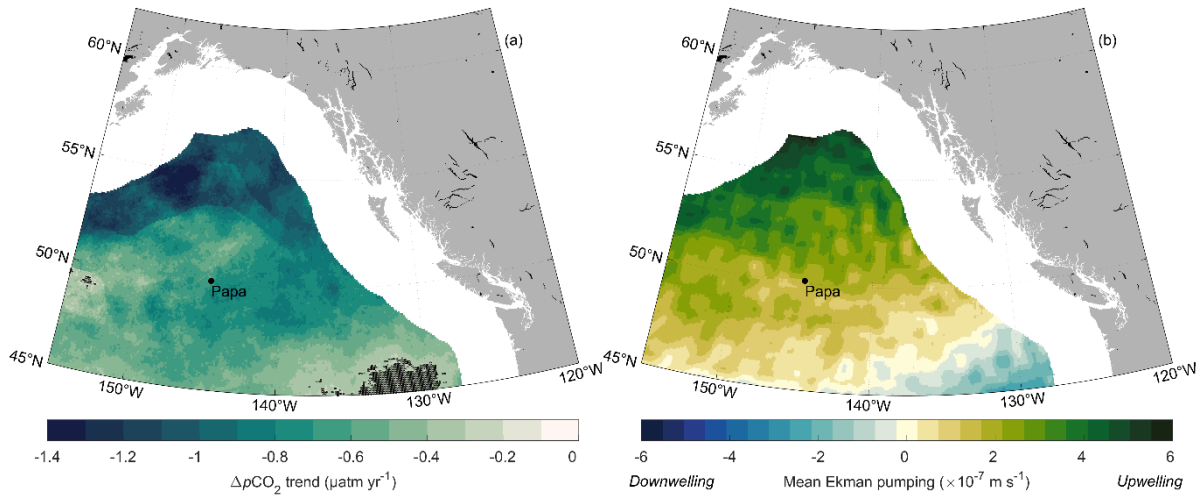 (a)
60°N
55°N
50°N
45°N
Papa
150°W
140°W
130°W
120°W
-1.4 -1.2 -1 -0.8 -0.6 -0.4 -0.2 0
ΔpCO₂ trend (μatm yr⁻¹)
(b)
60°N
55°N
50°N
45°N
Papa
150°W
140°W
130°W
120°W
-6 -4 -2 0 2 4 6
Downwelling Mean Ekman pumping (×10⁻⁷ m s⁻¹) Upwelling